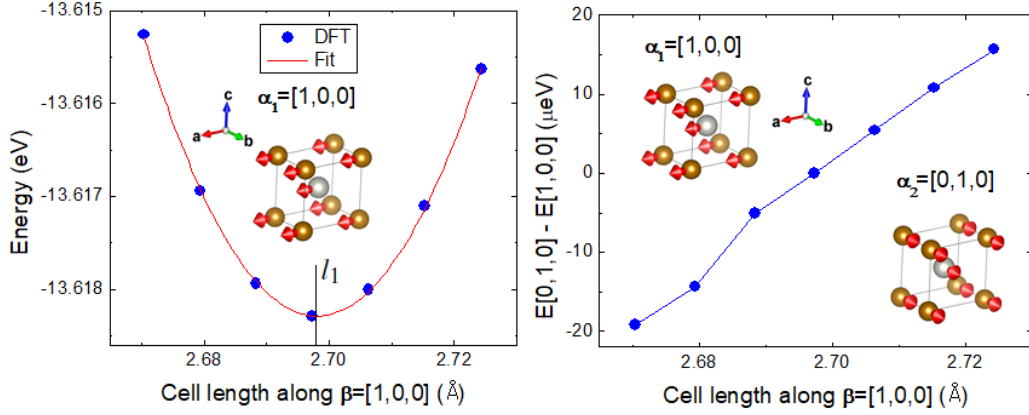 -13.615
-13.616
-13.617
-13.618
Energy (eV)
DFT
Fit
α₁=[1,0,0]
c
a
b
l₁
2.68
2.70
2.72
Cell length along β=[1,0,0] (Å)
20
10
0
-10
-20
E[0,1,0] - E[1,0,0] (μeV)
α₁=[1,0,0]
c
a
b
α₂=[0,1,0]
2.68
2.70
2.72
Cell length along β=[1,0,0] (Å)